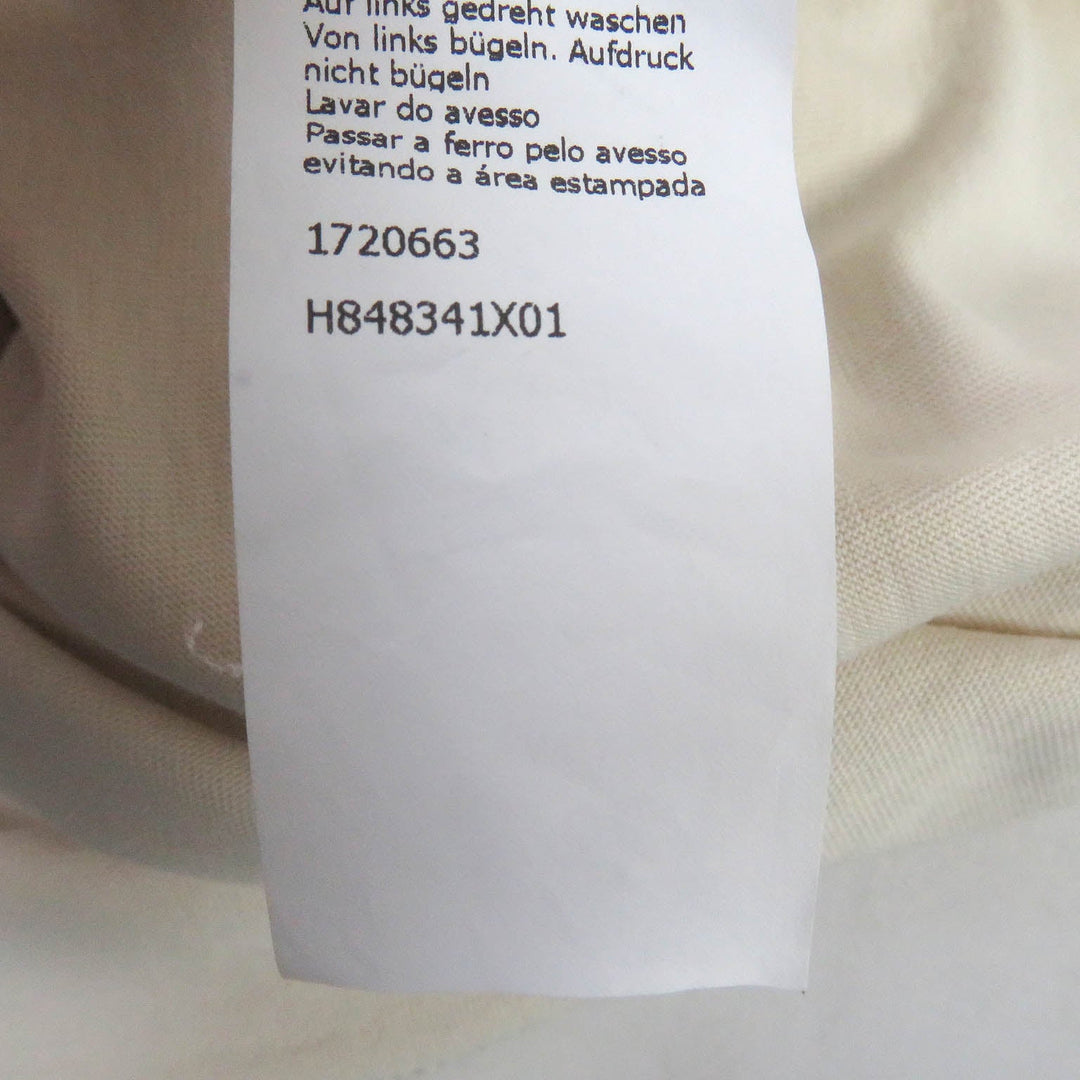 Auf links gedreht waschen
Von links bügeln. Aufdruck
nicht bügeln
Lavar do avesso
Passar a ferro pelo avesso
evitando a área estampada
1720663
H848341X01